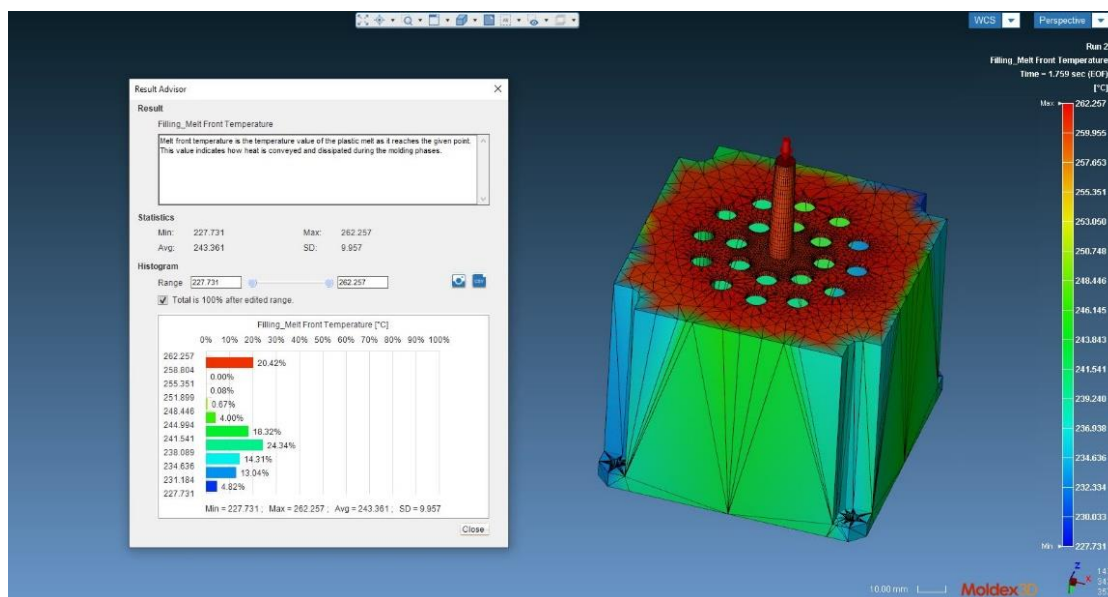 WCS
Perspective
Run 2
Filling_Melt Front Temperature
Time = 1.759 sec (EOF)
[°C]
Max
262.257
259.955
257.653
255.351
253.050
250.748
248.446
246.145
243.843
241.541
239.240
236.938
234.636
232.334
230.033
Min
227.731
Result Advisor
Result
Filling_Melt Front Temperature
Melt front temperature is the temperature value of the plastic melt as it reaches the given point.
This value indicates how heat is conveyed and dissipated during the molding phases.
Statistics
Min: 227.731 Max: 262.257
Avg: 243.361 SD: 9.957
Histogram
Range 227.731 262.257
CSV
Total is 100% after edited range.
Filling_Melt Front Temperature [°C]
0% 10% 20% 30% 40% 50% 60% 70% 80% 90% 100%
262.257
20.42%
258.804
0.00%
255.351
0.08%
251.899
0.67%
248.446
4.00%
244.994
18.32%
241.541
24.34%
238.089
14.31%
234.636
13.04%
231.184
4.82%
227.731
Min = 227.731 ; Max = 262.257 ; Avg = 243.361 ; SD = 9.957
Close
10.00 mm
Moldex3D
Z
X
14
34
35